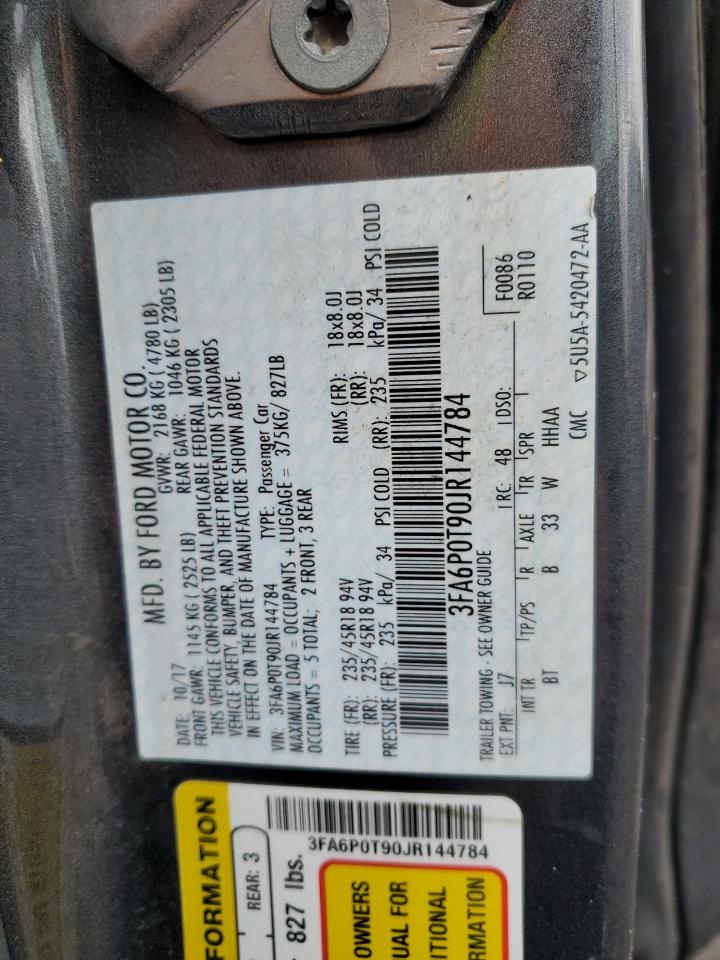 MFD. BY FORD MOTOR CO.
DATE: 10/17 GVWR: 2168 KG ( 4780 LB)
FRONT GAWR: 1145 KG ( 2525 LB) REAR GAWR: 1046 KG ( 2305 LB)
THIS VEHICLE CONFORMS TO ALL APPLICABLE FEDERAL MOTOR
VEHICLE SAFETY, BUMPER, AND THEFT PREVENTION STANDARDS
IN EFFECT ON THE DATE OF MANUFACTURE SHOWN ABOVE.
VIN: 3FA6P0T90JR144784 TYPE: Passenger Car
MAXIMUM LOAD = OCCUPANTS + LUGGAGE = 375KG/ 827LB
OCCUPANTS = 5 TOTAL; 2 FRONT, 3 REAR
TIRE (FR): 235/45R18 94V RIMS (FR): 18x8.0J
(RR): 235/45R18 94V (RR): 18x8.0J
PRESSURE (FR): 235 kPa/ 34 PSI COLD (RR): 235 kPa/ 34 PSI COLD
3FA6P0T90JR144784
TRAILER TOWING - SEE OWNER GUIDE F0086
EXT PNT: J7 RC: 48 DSO: R0110
INT TR TP/PS R AXLE TR SPR
BT B 33 W HHAA
CMC ▽5U5A-5420472-AA
FORMATION
REAR: 3
827 lbs.
3FA6P0T90JR144784
OWNERS
UAL FOR
ITIONAL
RMATION